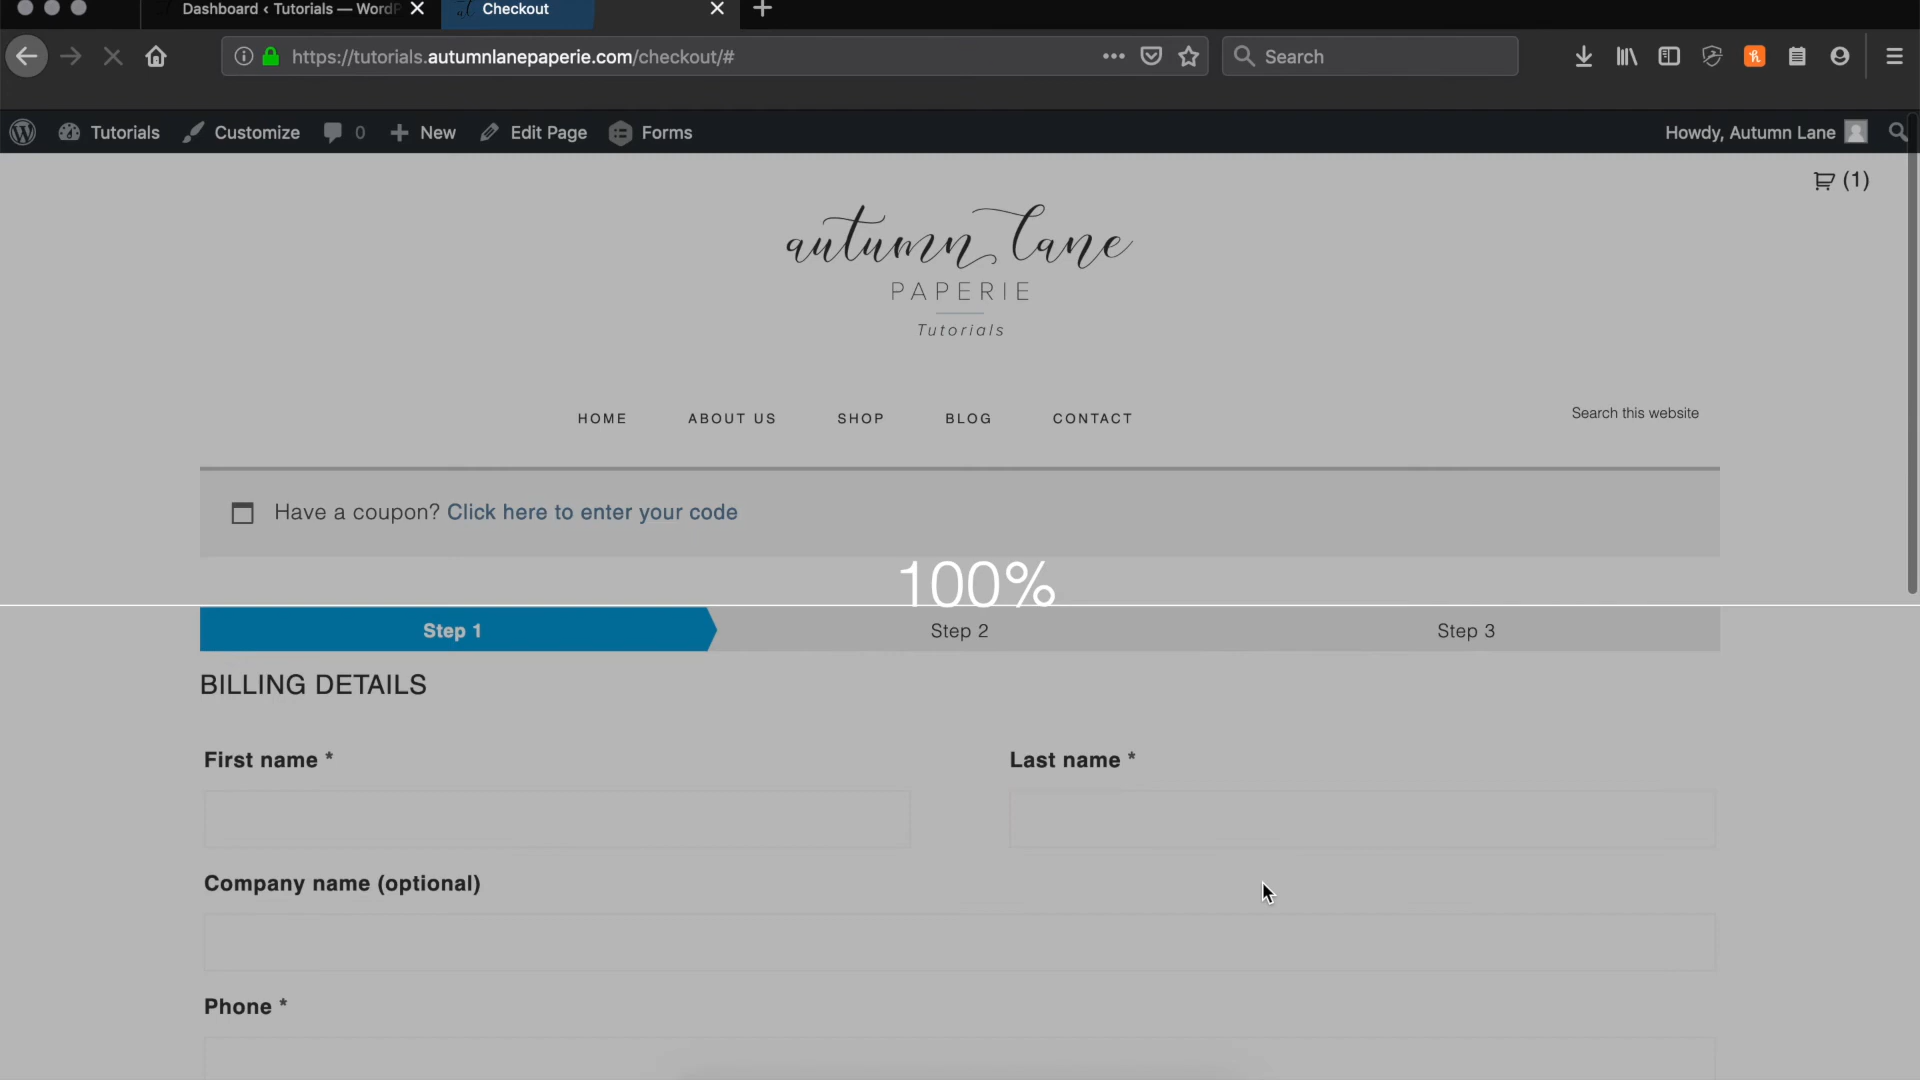 Dashboard ‹ Tutorials — WordP
Checkout
https://tutorials.autumnlanepaperie.com/checkout/#
Search
Tutorials
Customize
0
New
Edit Page
Forms
Howdy, Autumn Lane
(1)
autumn lane
PAPERIE
Tutorials
HOME
ABOUT US
SHOP
BLOG
CONTACT
Search this website
Have a coupon? Click here to enter your code
100%
Step 1
Step 2
Step 3
BILLING DETAILS
First name *
Last name *
Company name (optional)
Phone *